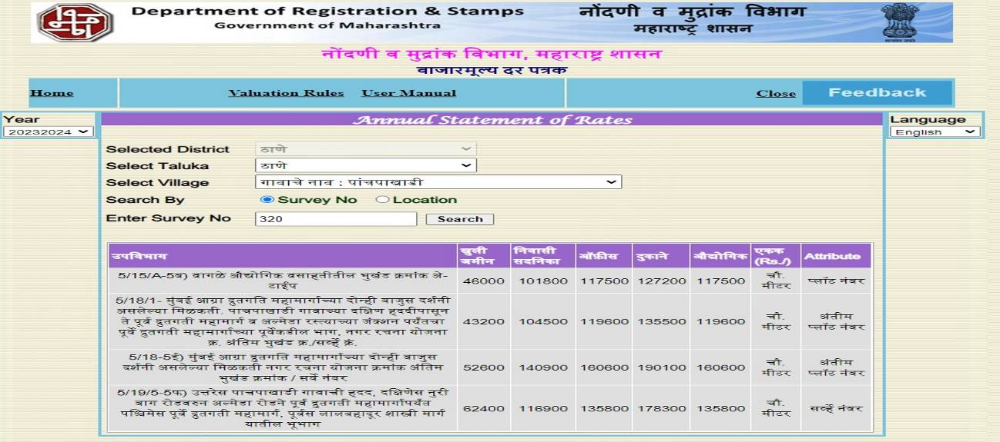 Department of Registration & Stamps
Government of Maharashtra
नोंदणी व मुद्रांक विभाग
महाराष्ट्र शासन
नोंदणी व मुद्रांक विभाग, महाराष्ट्र शासन
बाजारमूल्य दर पत्रक
Home Valuation Rules User Manual Close Feedback
Year Annual Statement of Rates Language
20232024 English
Selected District ठाणे
Select Taluka ठाणे
Select Village गावाचे नाव : पांचपाखाडी
Search By Survey No Location
Enter Survey No 320 Search
उपविभाग खुली जमीन निवासी सदनिका ऑफ़ीस दुकाने औद्योगिक एकक (Rs./) Attribute
5/15/A-5ब) वागळे औद्योगिक वसाहतीतील भुखंड क्रमांक अे-
टाईप
46000 101800 117500 127200 117500 चौ. मीटर प्लॉट नंबर
5/18/1- मुंबई आग्रा द्रुतगति महामार्गाच्या दोन्ही बाजुस दर्शनी
असलेल्या मिळकती. पाचपाखाडी गावाच्या दक्षिण हददीपासून
ते पूर्व द्रुतगती महामार्ग व अल्मेडा रस्त्याच्या जंक्शन पर्यंतचा
पूर्व द्रुतगती महामार्गाच्या पूर्वेकडील भाग, नगर रचना योजना
क्र. अंतिम भुखंड क्र./सर्व्हे क्रं.
43200 104500 119600 135500 119600 चौ. मीटर अंतीम प्लॉट नंबर
5/18-5ई) मुंबई आग्रा द्रुतगति महामार्गाच्या दोन्ही बाजुस
दर्शनी असलेल्या मिळकती नगर रचना योजना क्रमांक अंतिम
भुखंड क्रमांक / सर्वे नंबर
52600 140900 160600 190100 160600 चौ. मीटर अंतीम प्लॉट नंबर
5/19/5-5फ) उत्तरेस पाचपाखाडी गावाची हदद, दक्षिणेस नुरी
बाग रोडवरुन अल्मेडा रोडने पूर्व द्रुतगती महामार्गापर्यंत
पश्चिमेस पूर्व द्रुतगती महामार्ग, पूर्वेस लालबहादूर शास्त्री मार्ग
यातील भूभाग
62400 116900 135800 178300 135800 चौ. मीटर सर्व्हे नंबर